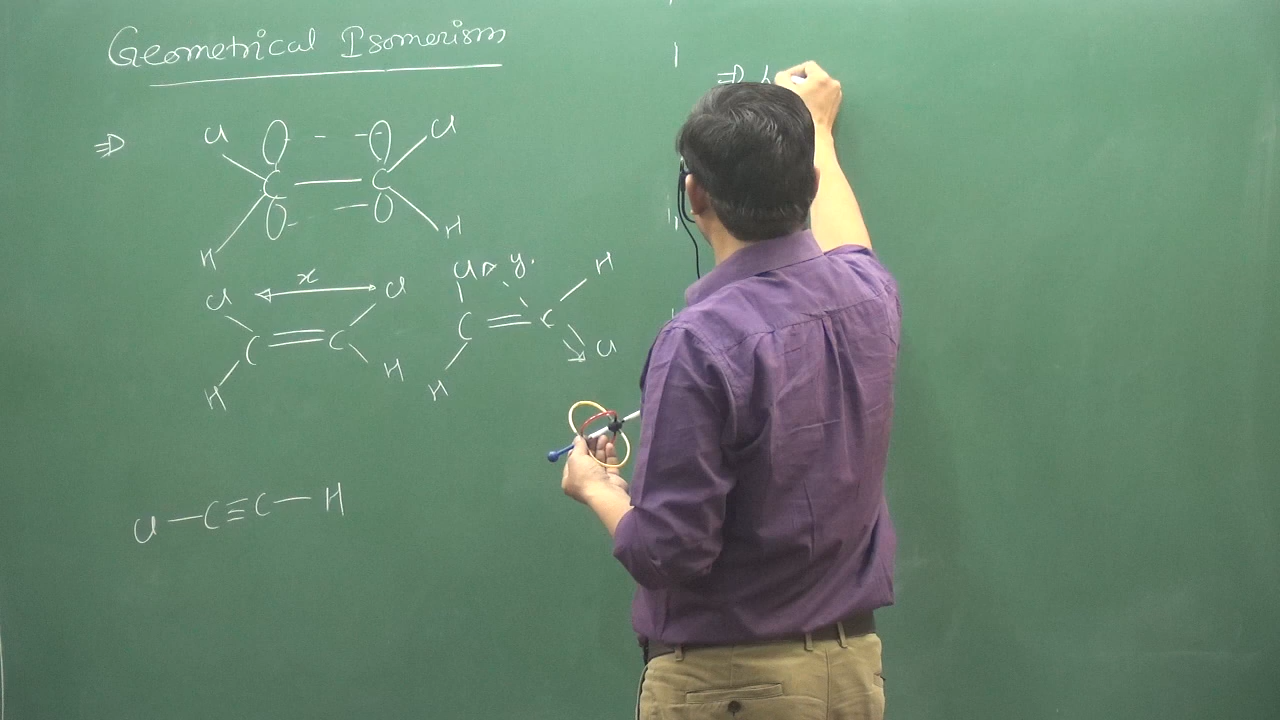 Geometrical Isomerism
⇒ Cl Cl
C C
H H
x
Cl Cl
C = C
H H
Cl y. H
C = C
H Cl
Cl — C ≡ C — H
⇒